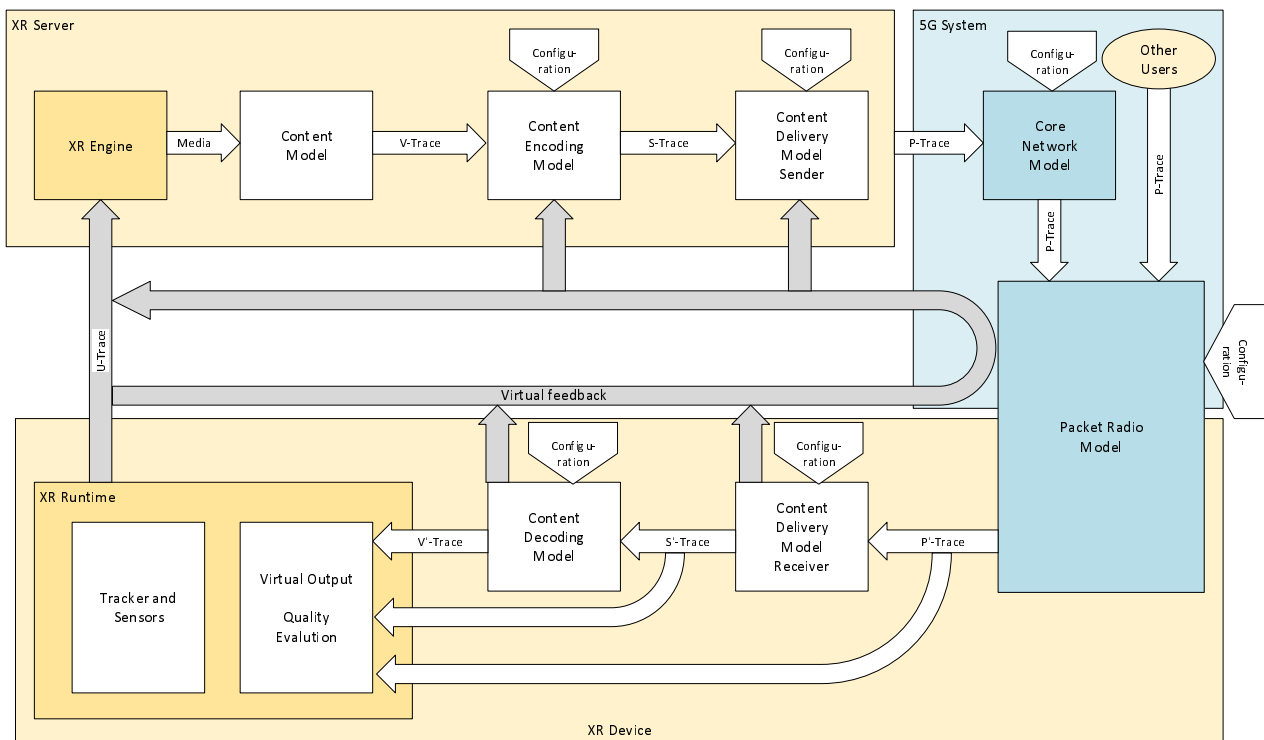 XR Server
5G System
Configu-
ration
Configu-
ration
Configu-
ration
Other
Users
XR Engine
Media
Content
Model
V-Trace
Content
Encoding
Model
S-Trace
Content
Delivery
Model
Sender
P-Trace
Core
Network
Model
P-Trace
P-Trace
U-Trace
Configu-
ration
Virtual feedback
Packet Radio
Model
Configu-
ration
Configu-
ration
XR Runtime
Tracker and
Sensors
Virtual Output
Quality
Evalution
V'-Trace
Content
Decoding
Model
S'-Trace
Content
Delivery
Model
Receiver
P'-Trace
XR Device